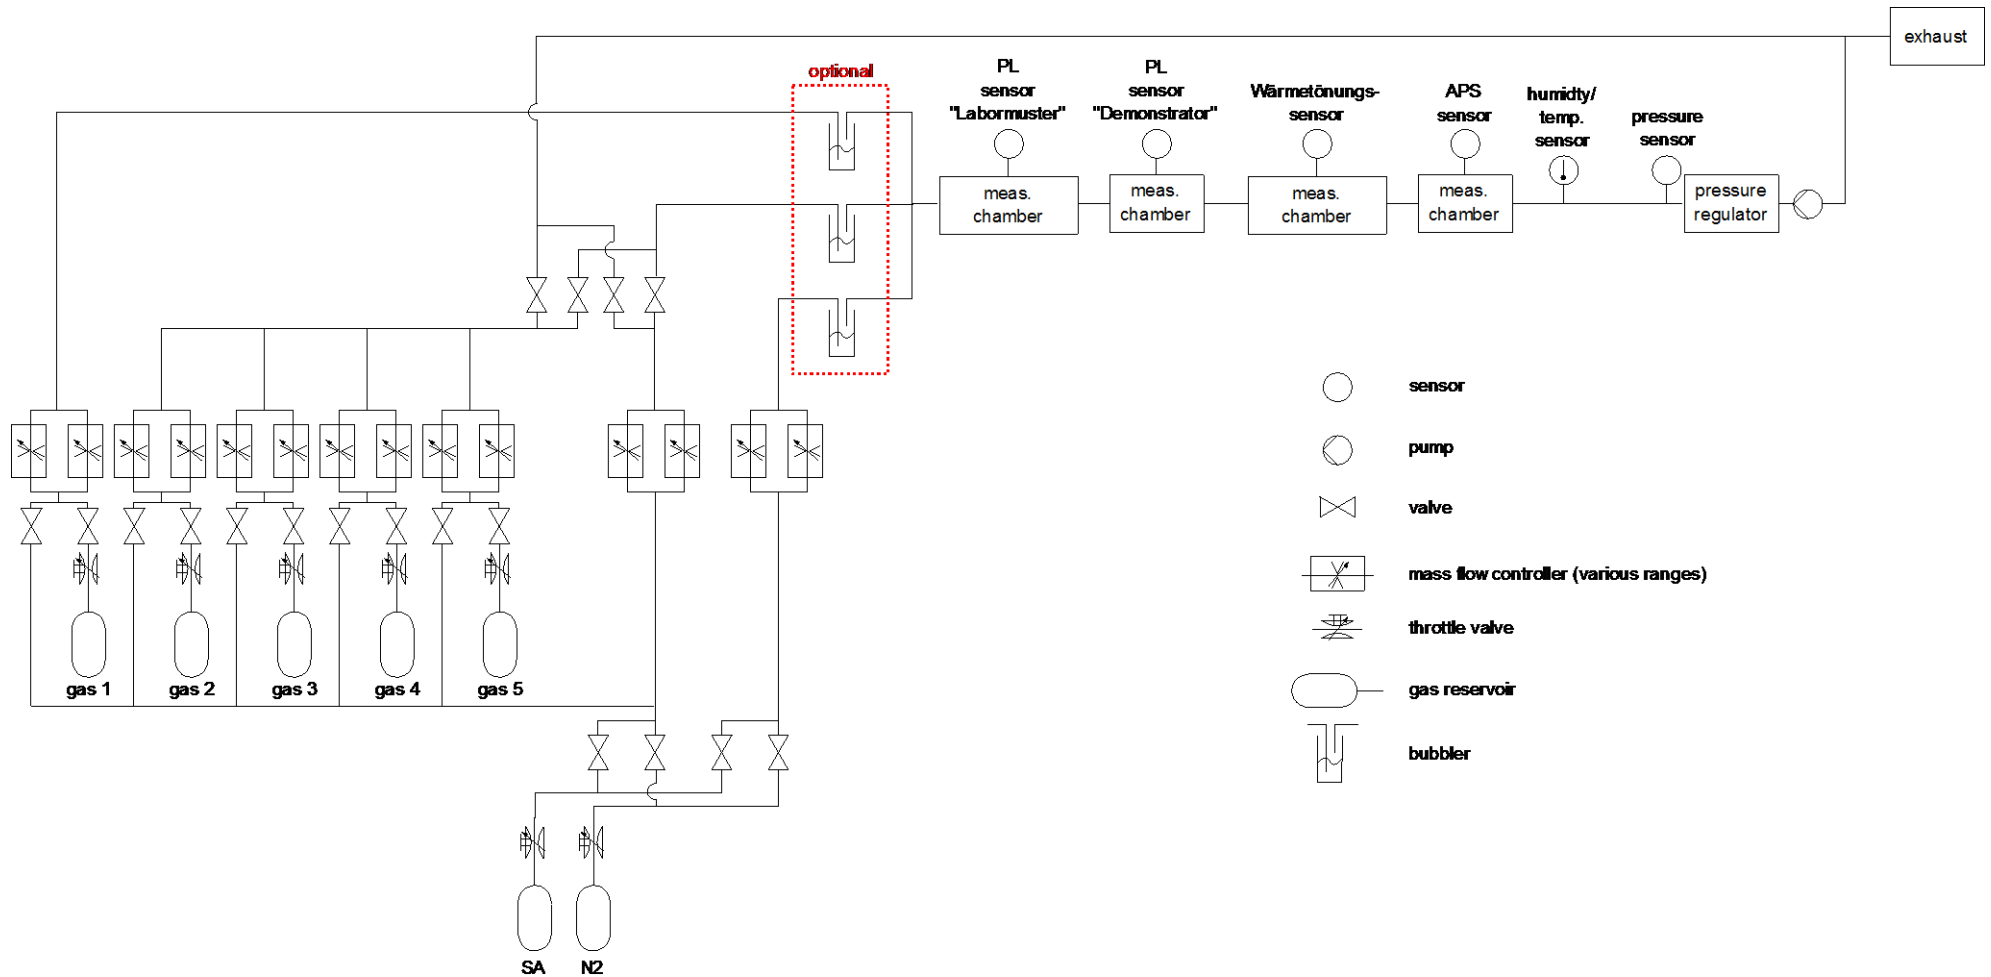 exhaust
optional
PL
sensor
"Labormuster"
PL
sensor
"Demonstrator"
Wärmetönungs-
sensor
APS
sensor
humidty/
temp.
sensor
pressure
sensor
meas.
chamber
meas.
chamber
meas.
chamber
meas.
chamber
pressure
regulator
sensor
pump
valve
mass flow controller (various ranges)
throttle valve
gas reservoir
bubbler
gas 1
gas 2
gas 3
gas 4
gas 5
SA
N2